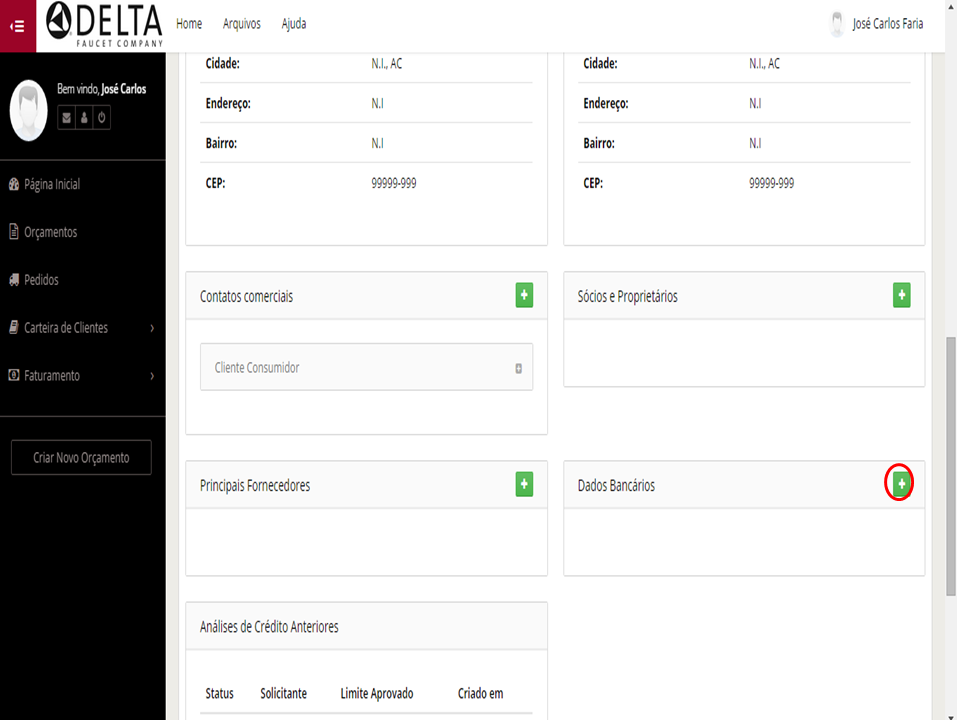 DELTA
FAUCET COMPANY
Home
Arquivos
Ajuda
José Carlos Faria
Bem vindo, José Carlos
Página Inicial
Orçamentos
Pedidos
Carteira de Clientes
Faturamento
Criar Novo Orçamento
Cidade: N.I., AC
Endereço: N.I
Bairro: N.I
CEP: 99999-999
Cidade: N.I., AC
Endereço: N.I
Bairro: N.I
CEP: 99999-999
Contatos comerciais
Cliente Consumidor
Sócios e Proprietários
Principais Fornecedores
Dados Bancários
Análises de Crédito Anteriores
Status Solicitante Limite Aprovado Criado em